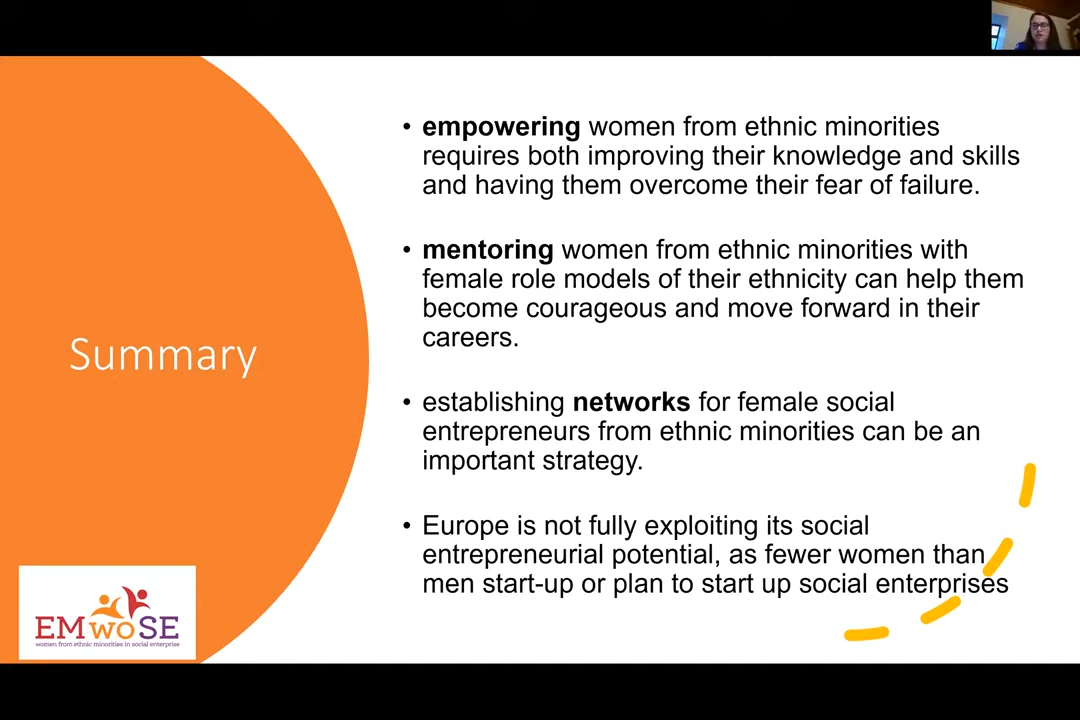 • empowering women from ethnic minorities
requires both improving their knowledge and skills
and having them overcome their fear of failure.
• mentoring women from ethnic minorities with
female role models of their ethnicity can help them
become courageous and move forward in their
careers.
Summary
• establishing networks for female social
entrepreneurs from ethnic minorities can be an
important strategy.
• Europe is not fully exploiting its social
entrepreneurial potential, as fewer women than
men start-up or plan to start up social enterprises
EMwoSE
women from ethnic minorities in social enterprise